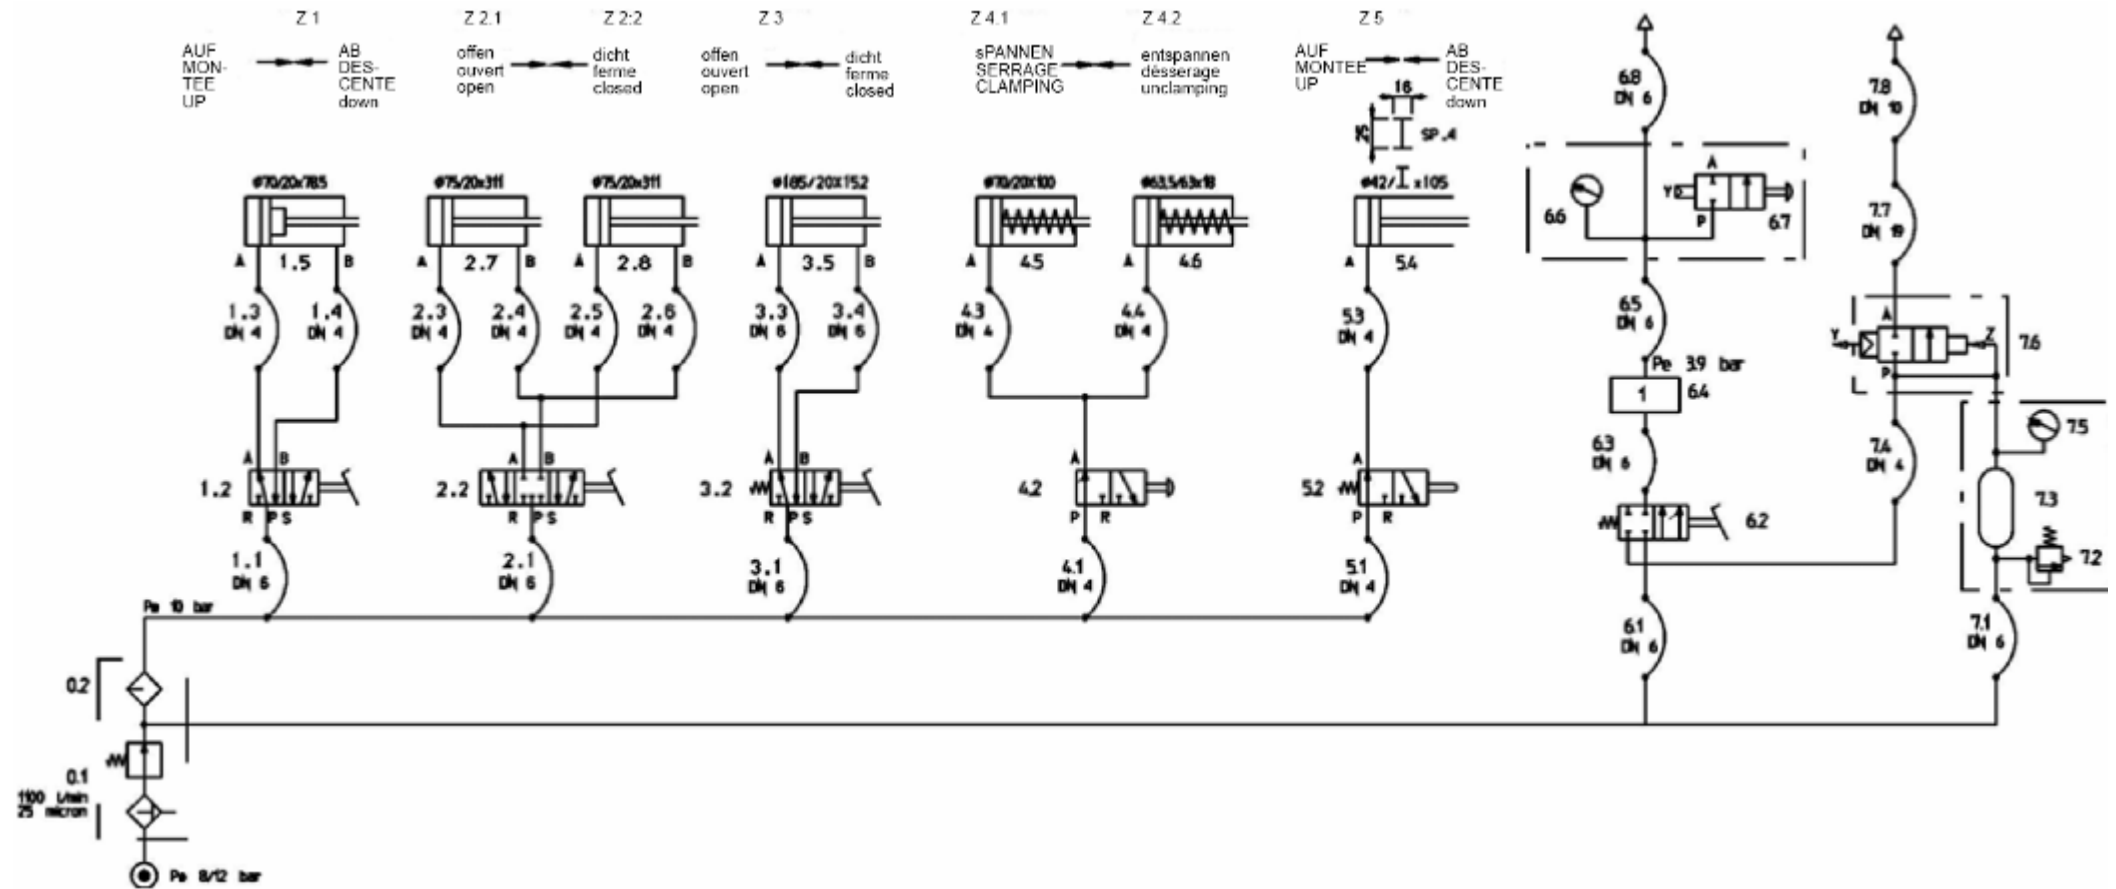 Z 1
Z 2.1
Z 2:2
Z 3
Z 4.1
Z 4.2
Z 5
AUF
MON-
TEE
UP
AB
DES-
CENTE
down
offen
ouvert
open
dicht
ferme
closed
offen
ouvert
open
dicht
ferme
closed
sPANNEN
SERRAGE
CLAMPING
entspannen
désserage
unclamping
AUF
MONTEE
UP
AB
DES-
CENTE
down
16
25
SP.4
ø70/20x785
ø75/20x311
ø75/20x311
ø185/20X152
ø70/20X100
ø63,5/63x18
ø42/ x105
A 1.5 B
A 2.7 B
A 2.8 B
A 3.5 B
A 4.5
A 4.6
A 5.4
1.3
DN 4
1.4
DN 4
2.3
DN 4
2.4
DN 4
2.5
DN 4
2.6
DN 4
3.3
DN 6
3.4
DN 6
4.3
DN 4
4.4
DN 4
5.3
DN 4
A B
1.2
R P S
A B
2.2
R P S
A B
3.2
R P S
A
4.2
P R
A
5.2
P R
1.1
DN 6
2.1
DN 6
3.1
DN 6
4.1
DN 4
5.1
DN 4
Pe 10 bar
0.2
0.1
1100 l/min
25 micron
Pe 8/12 bar
6.8
DN 6
6.6
A
Y
P
6.7
6.5
DN 6
Pe 3.9 bar
1
6.4
6.3
DN 6
6.2
6.1
DN 6
7.8
DN 10
7.7
DN 19
A
Y
Z
P
7.6
7.5
7.4
DN 4
7.3
7.2
7.1
DN 6